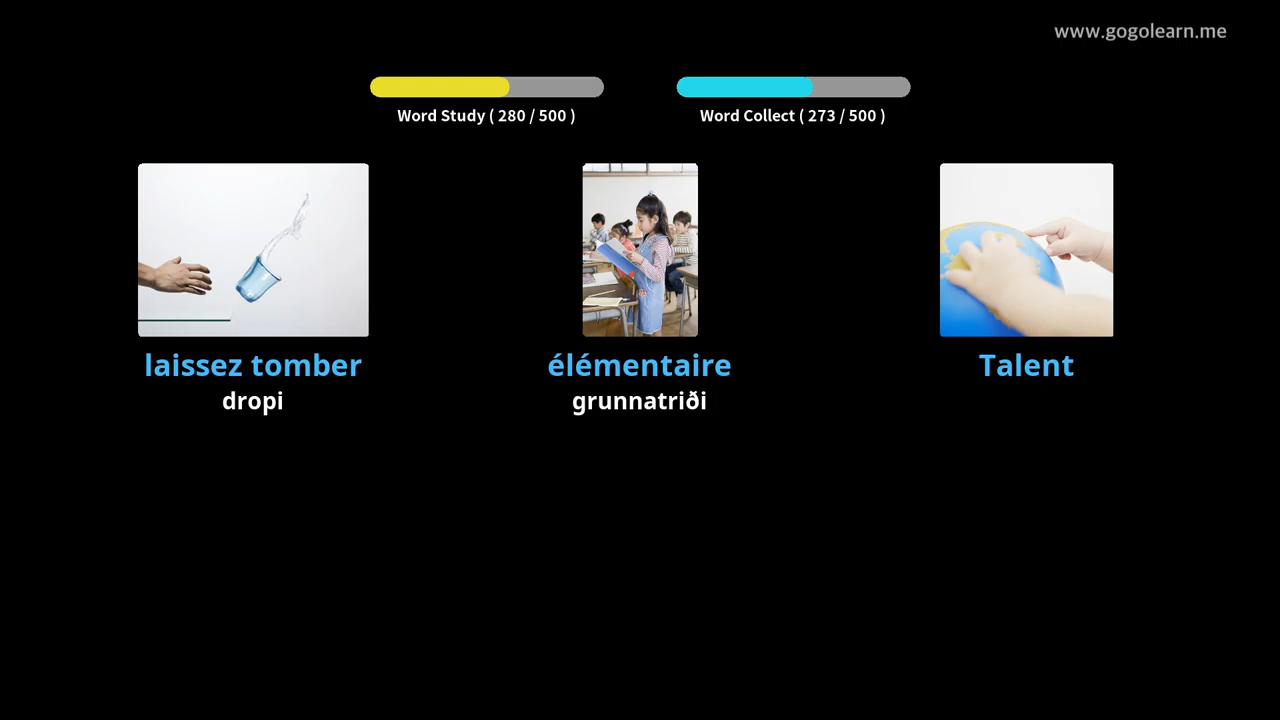 www.gogolearn.me
Word Study ( 280 / 500 )
Word Collect ( 273 / 500 )
laissez tomber
dropi
élémentaire
grunnatriði
Talent